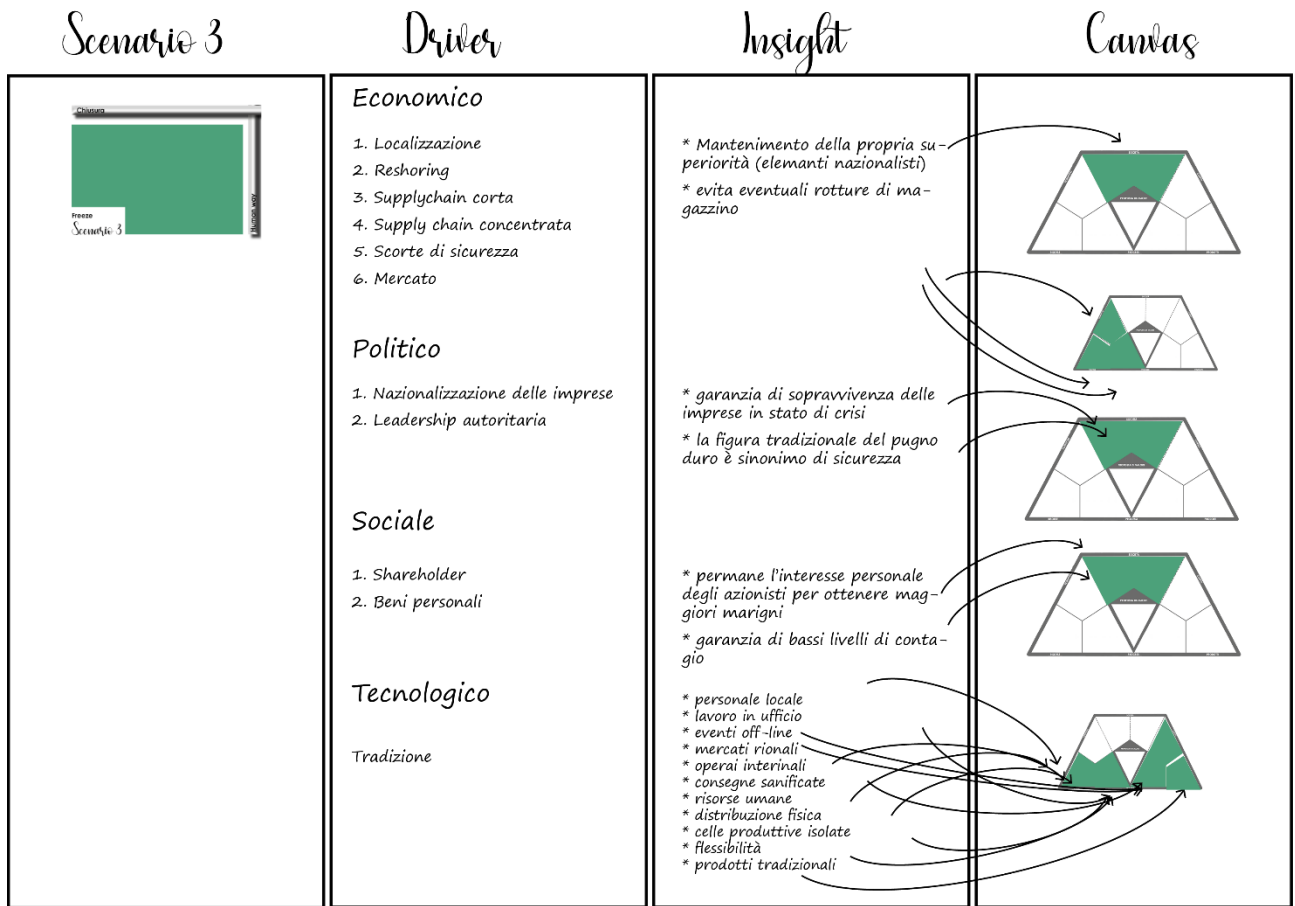 Scenario 3
Driver
Insight
Canvas
Chiusura
Human way
Freeze
Scenario 3
Economico
1. Localizzazione
2. Reshoring
3. Supplychain corta
4. Supply chain concentrata
5. Scorte di sicurezza
6. Mercato
Politico
1. Nazionalizzazione delle imprese
2. Leadership autoritaria
Sociale
1. Shareholder
2. Beni personali
Tecnologico
Tradizione
* Mantenimento della propria su-
periorità (elemanti nazionalisti)
* evita eventuali rotture di ma-
gazzino
* garanzia di sopravvivenza delle
imprese in stato di crisi
* la figura tradizionale del pugno
duro è sinonimo di sicurezza
* permane l'interesse personale
degli azionisti per ottenere mag-
giori marigni
* garanzia di bassi livelli di conta-
gio
* personale locale
* lavoro in ufficio
* eventi off-line
* mercati rionali
* operai interinali
* consegne sanificate
* risorse umane
* distribuzione fisica
* celle produttive isolate
* flessibilità
* prodotti tradizionali